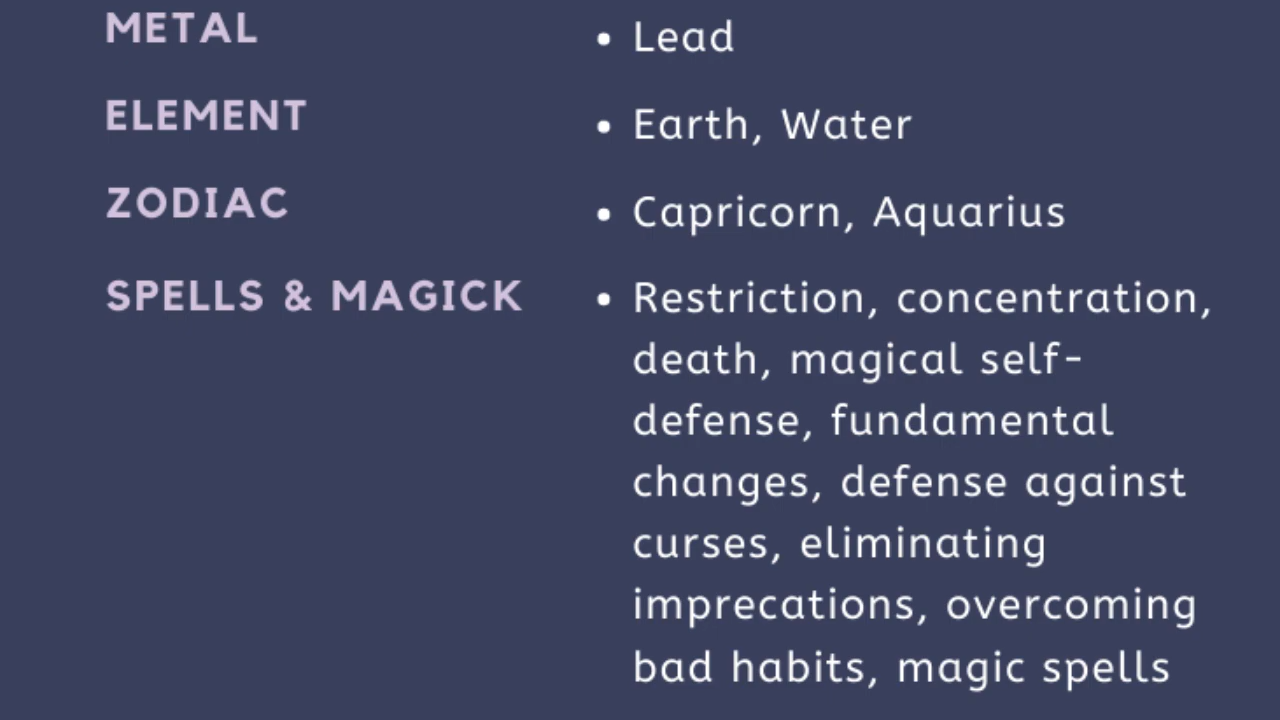 METAL
• Lead
ELEMENT
• Earth, Water
ZODIAC
• Capricorn, Aquarius
SPELLS & MAGICK
• Restriction, concentration,
death, magical self-
defense, fundamental
changes, defense against
curses, eliminating
imprecations, overcoming
bad habits, magic spells